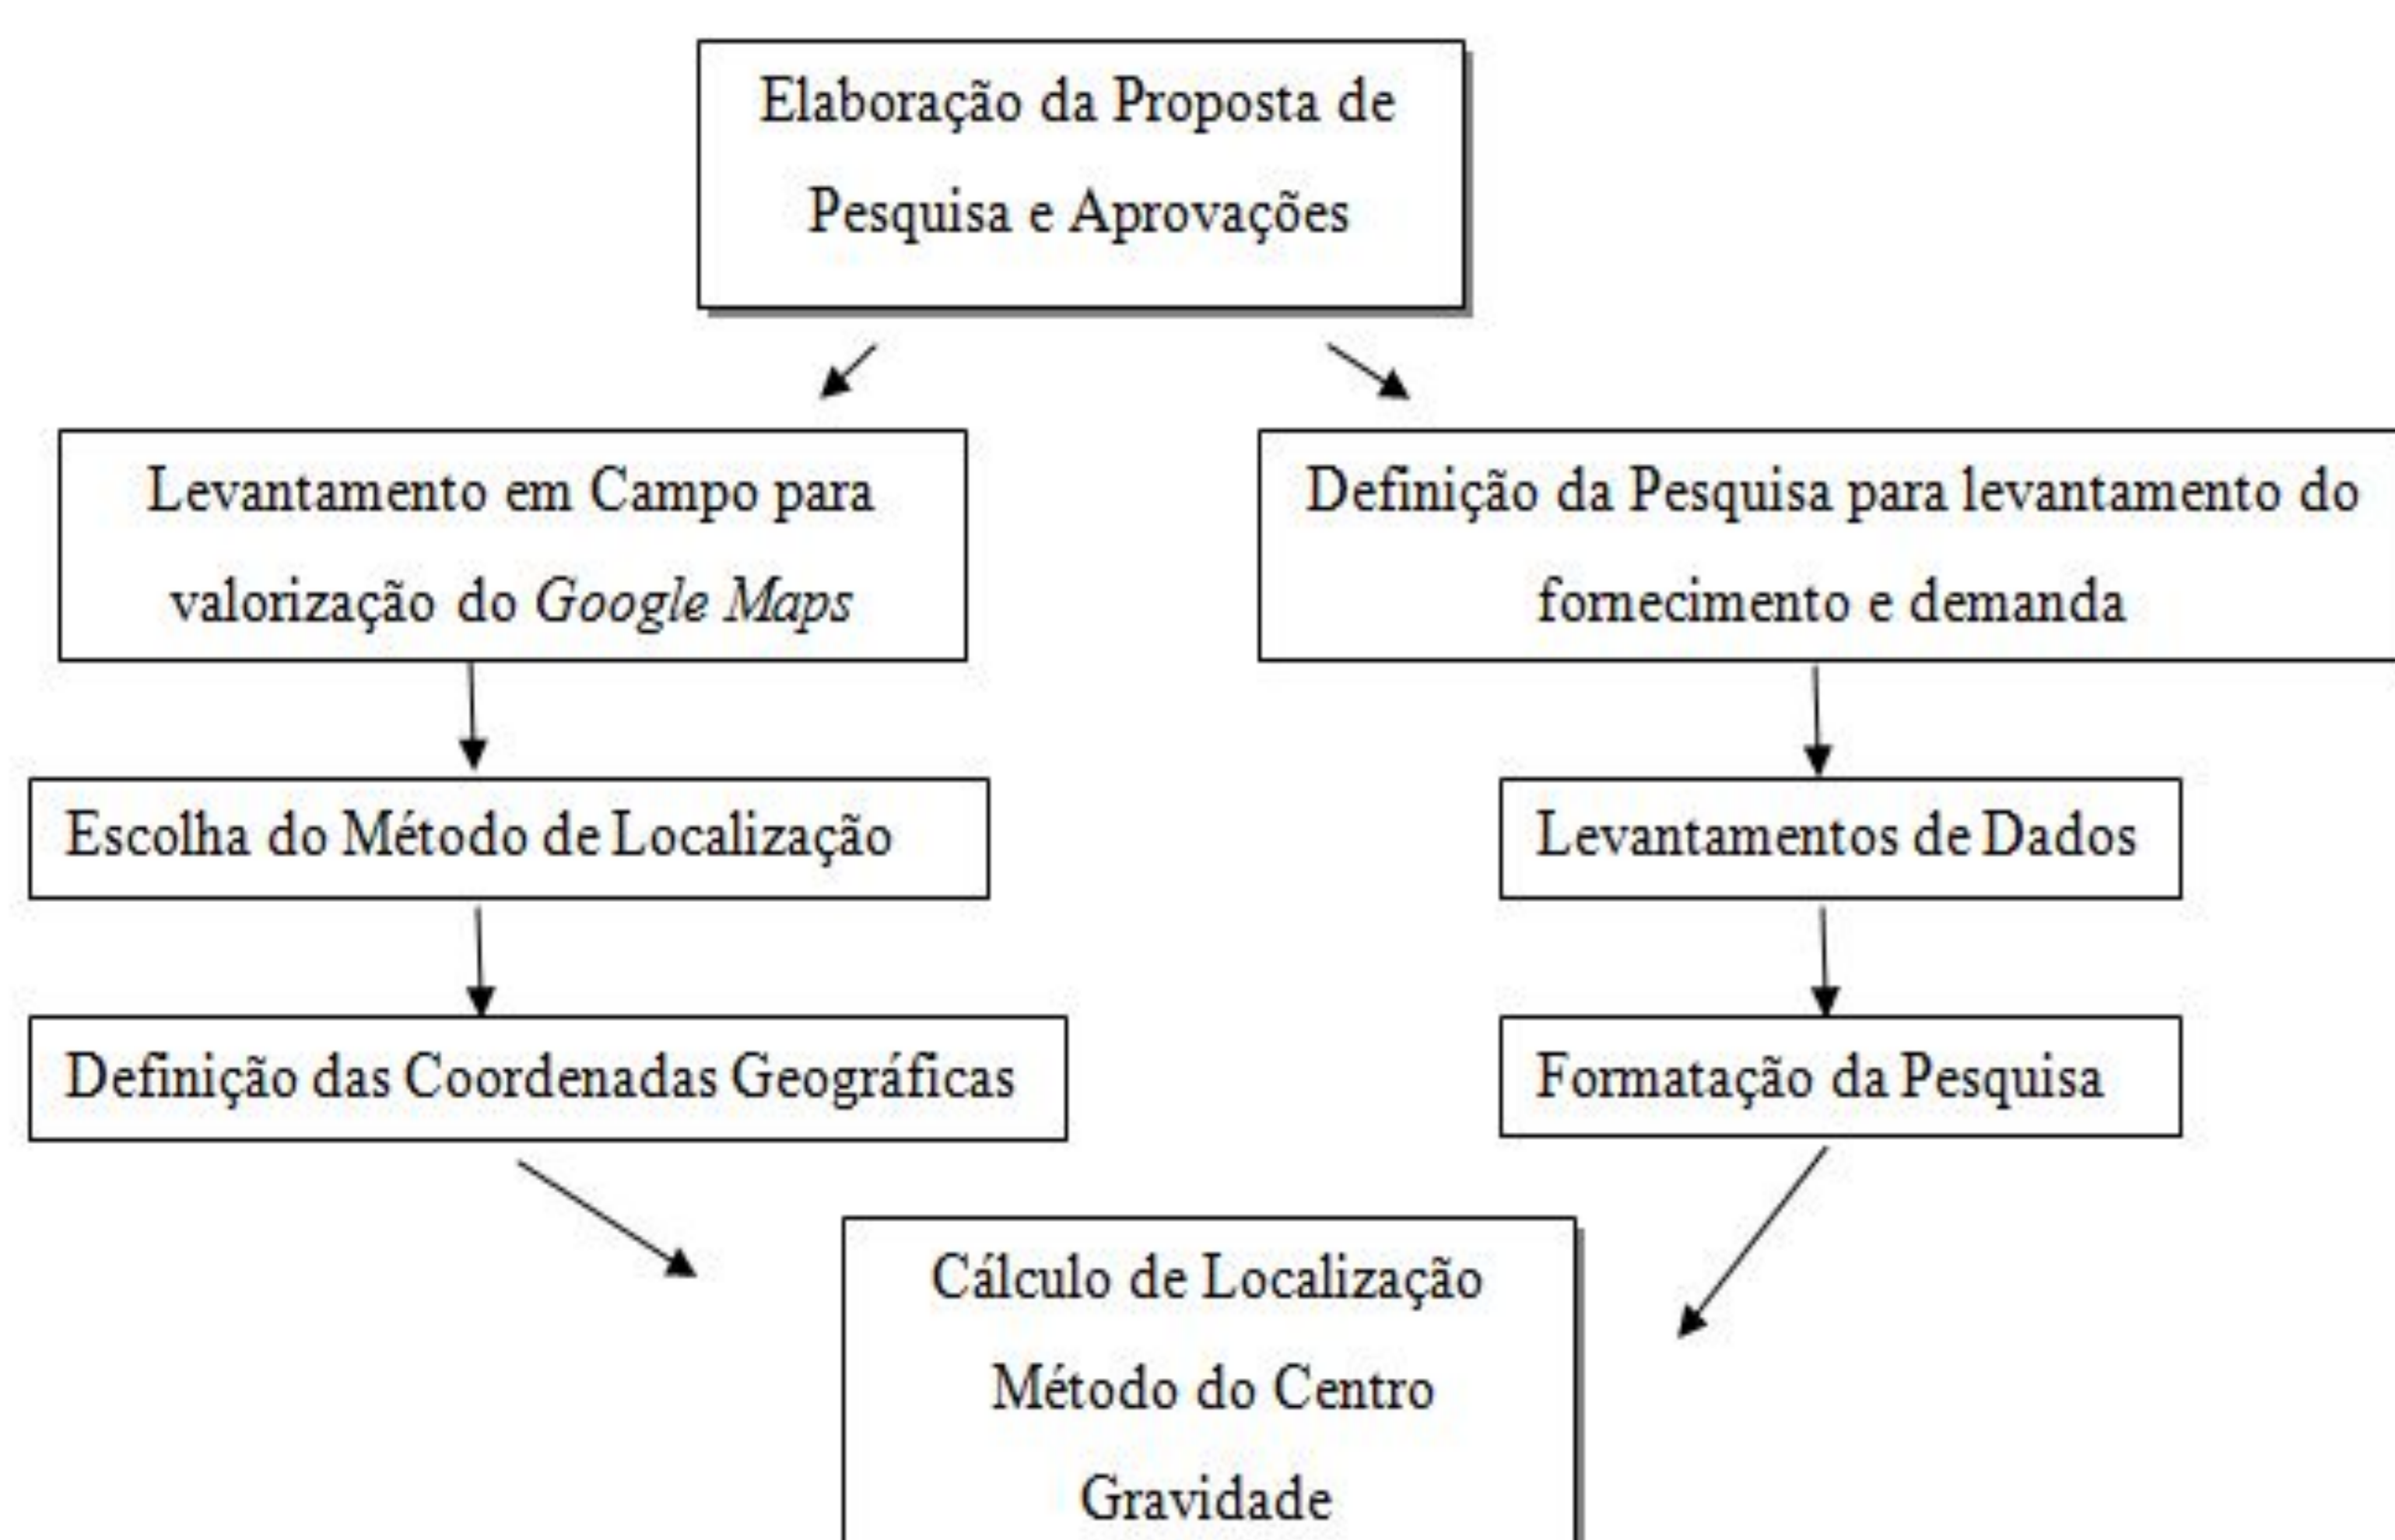 Elaboração da Proposta de
Pesquisa e Aprovações
Levantamento em Campo para
valorização do Google Maps
Definição da Pesquisa para levantamento do
fornecimento e demanda
Escolha do Método de Localização
Levantamentos de Dados
Definição das Coordenadas Geográficas
Formatação da Pesquisa
Cálculo de Localização
Método do Centro
Gravidade